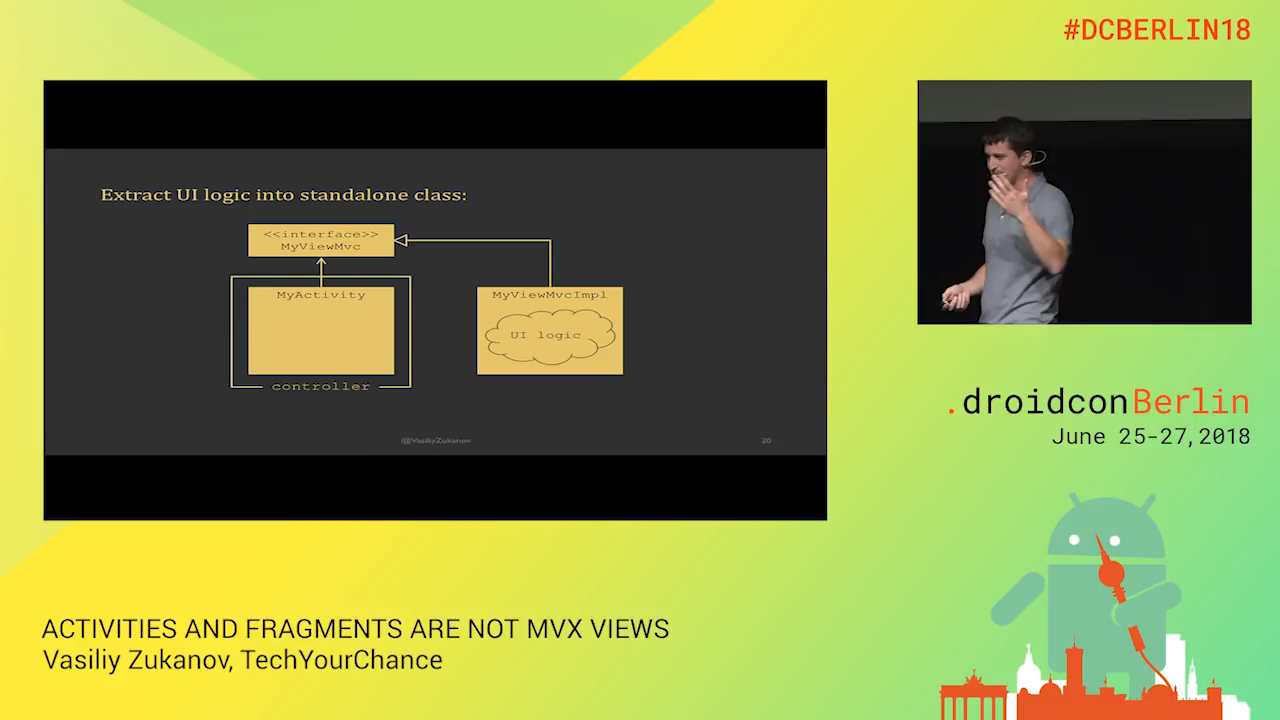 #DCBERLIN18
Extract UI logic into standalone class:
<<interface>>
MyViewMvc
MyActivity
MyViewMvcImpl
UI logic
controller
@VasiliyZukanov
20
.droidconBerlin
June 25-27,2018
ACTIVITIES AND FRAGMENTS ARE NOT MVX VIEWS
Vasiliy Zukanov, TechYourChance